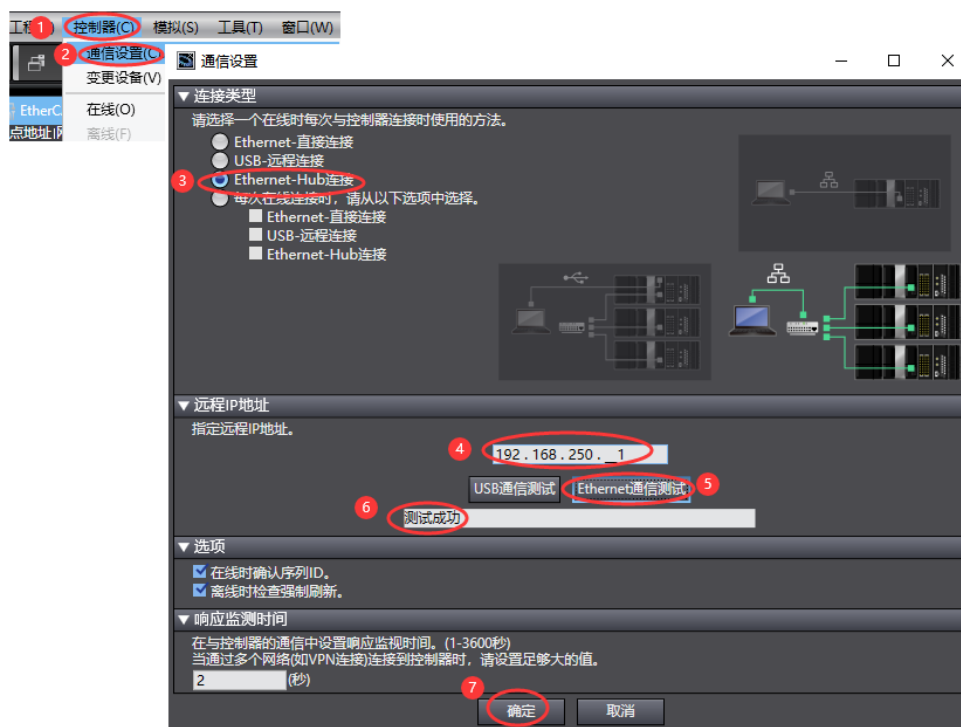 控制器(C) 模拟(S) 工具(T) 窗口(W)
1
2
通信设置(C
变更设备(V)
EtherC
在线(O)
点地址
离线(F)
通信设置
▼连接类型
请选择一个在线时每次与控制器连接时使用的方法。
Ethernet-直接连接
USB-远程连接
3
Ethernet-Hub连接
每次在线连接时，请从以下选项中选择。
Ethernet-直接连接
USB-远程连接
Ethernet-Hub连接
▼远程IP地址
指定远程IP地址。
4
192 . 168 . 250 . __1
USB通信测试 Ethernet通信测试 5
6
测试成功
▼选项
在线时确认序列ID。
离线时检查强制刷新。
▼响应监测时间
在与控制器的通信中设置响应监视时间。(1-3600秒)
当通过多个网络(如VPN连接)连接到控制器时，请设置足够大的值。
2 (秒)
7
确定 取消